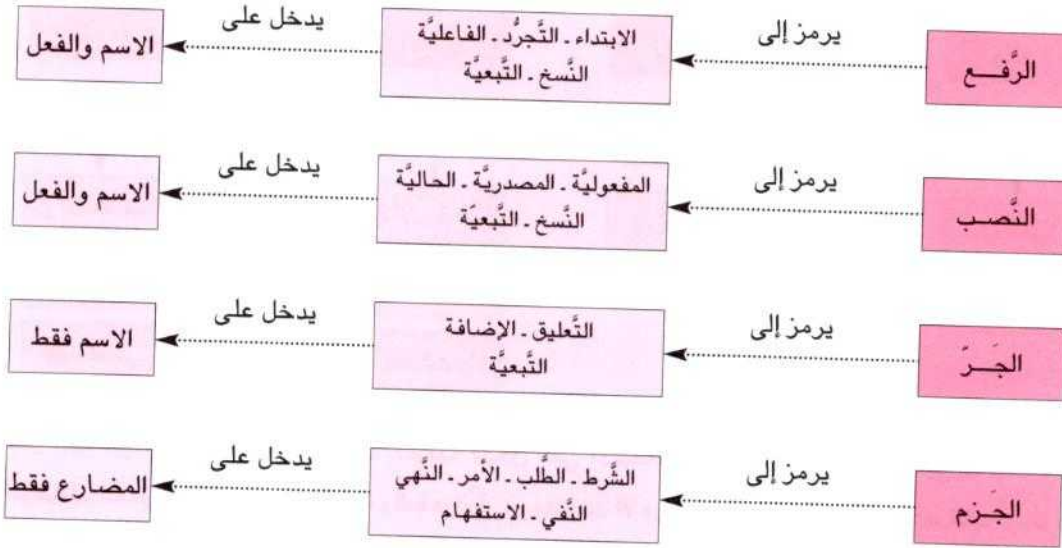 الرَّفـــع
يرمز إلى
الابتداء ـ التَّجرُّد ـ الفاعليَّة
النَّسخ ـ التَّبعيَّة
يدخل على
الاسم والفعل
النَّصـب
يرمز إلى
المفعوليَّة ـ المصدريَّة ـ الحاليَّة
النَّسخ ـ التَّبعيَّة
يدخل على
الاسم والفعل
الجَــرّ
يرمز إلى
التَّعليق ـ الإضافة
التَّبعيَّة
يدخل على
الاسم فقط
الجَـزم
يرمز إلى
الشَّرط ـ الطَّلب ـ الأمر ـ النَّهي
النَّفي ـ الاستفهام
يدخل على
المضارع فقط